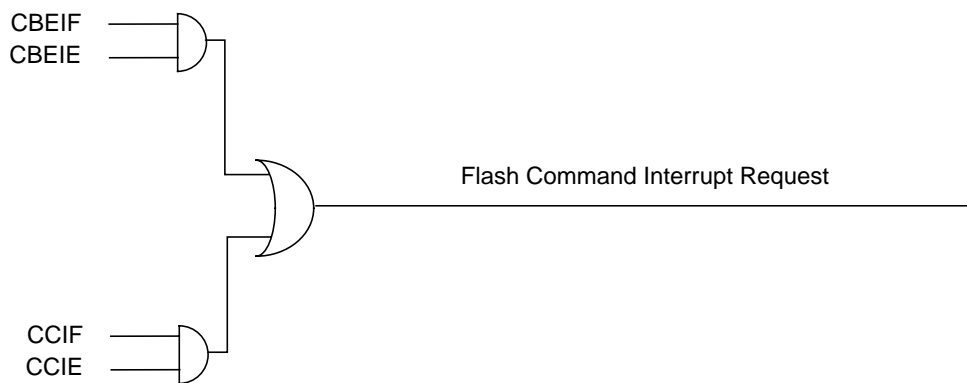 CBEIF
CBEIE
Flash Command Interrupt Request
CCIF
CCIE